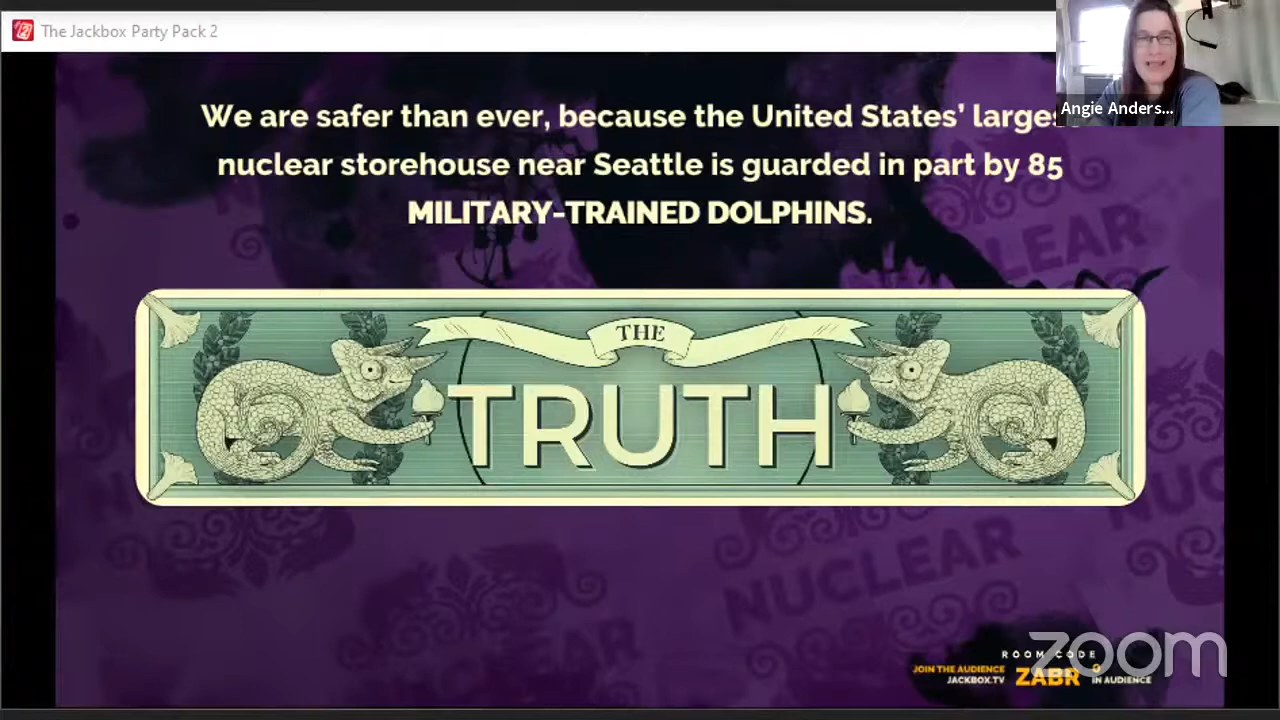 The Jackbox Party Pack 2
Angie Anders...
We are safer than ever, because the United States’ larges
nuclear storehouse near Seattle is guarded in part by 85
MILITARY-TRAINED DOLPHINS.
THE
TRUTH
NUCLEAR
NUCLEAR
ROOM CODE
JOIN THE AUDIENCE
JACKBOX.TV
ZABR
0
IN AUDIENCE
zoom